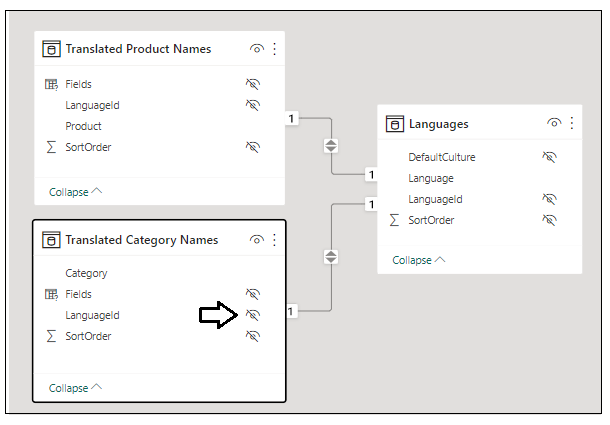 Translated Product Names
Fields
LanguageId
Product
SortOrder
Collapse
1
1
1
1
Languages
DefaultCulture
Language
LanguageId
SortOrder
Collapse
Translated Category Names
Category
Fields
LanguageId
SortOrder
Collapse